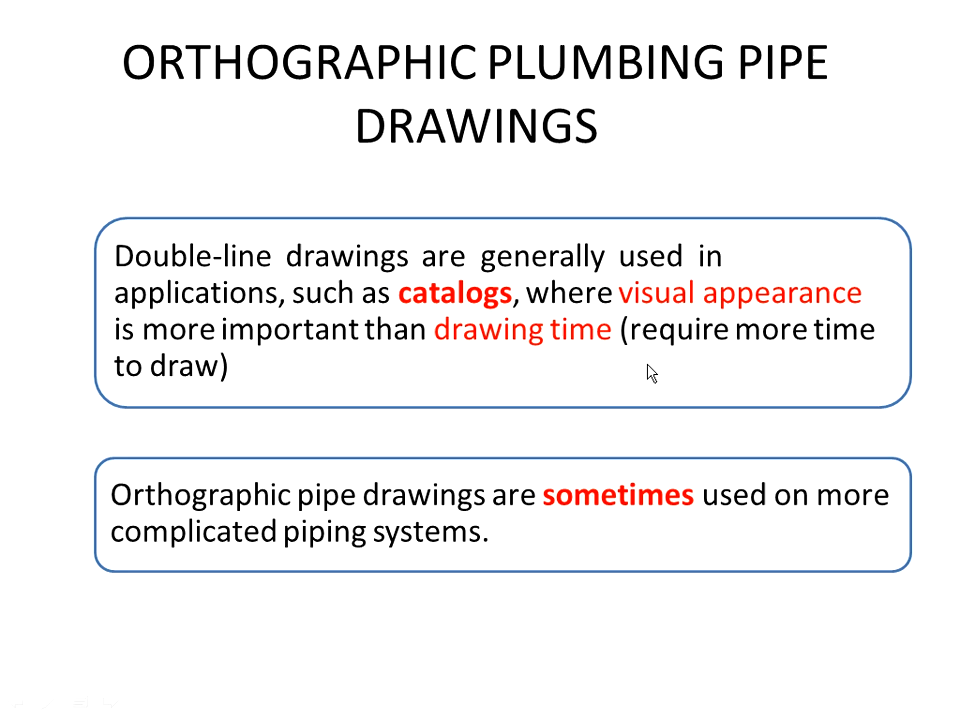 ORTHOGRAPHIC PLUMBING PIPE
DRAWINGS
Double-line drawings are generally used in
applications, such as catalogs, where visual appearance
is more important than drawing time (require more time
to draw)
Orthographic pipe drawings are sometimes used on more
complicated piping systems.